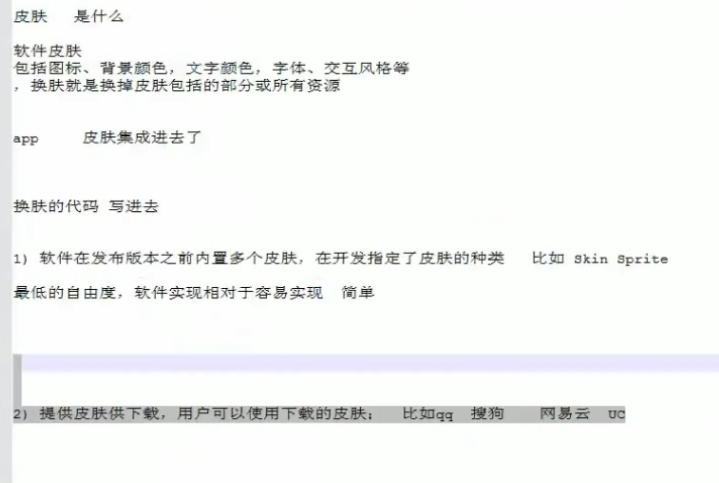 皮肤   是什么
软件皮肤
包括图标、背景颜色，文字颜色，字体、交互风格等
，换肤就是换掉皮肤包括的部分或所有资源
app     皮肤集成进去了
换肤的代码 写进去
1) 软件在发布版本之前内置多个皮肤，在开发指定了皮肤的种类   比如 Skin Sprite
最低的自由度，软件实现相对于容易实现  简单
2) 提供皮肤供下载，用户可以使用下载的皮肤；   比如qq  搜狗    网易云  UC